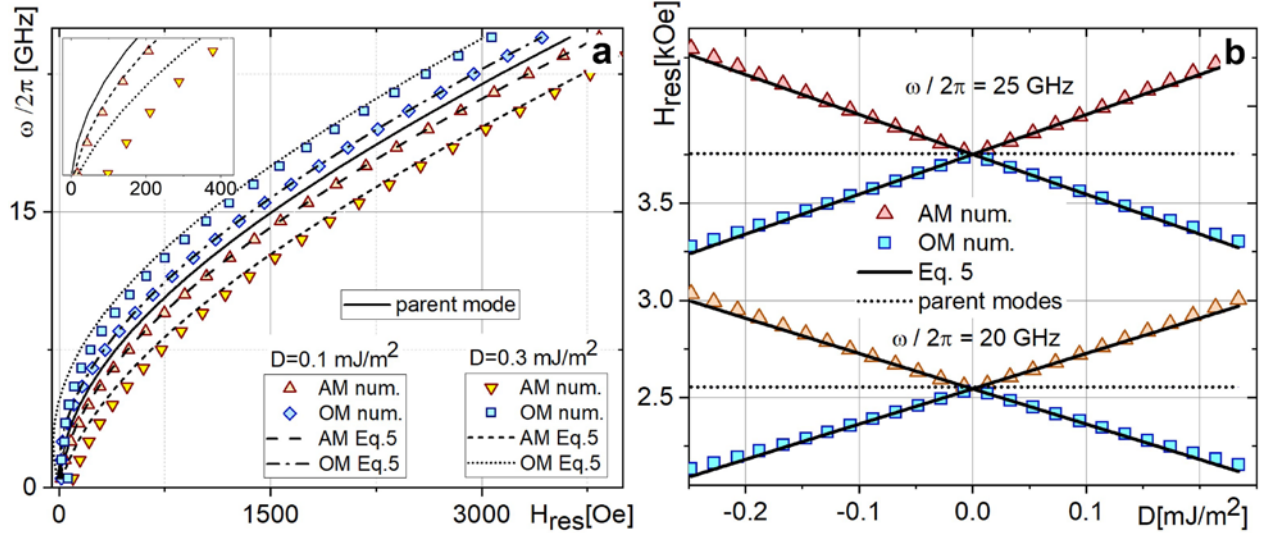 a
ω/2π [GHz]
15
0
0 200 400
parent mode
D=0.1 mJ/m²
AM num.
OM num.
AM Eq.5
OM Eq.5
D=0.3 mJ/m²
AM num.
OM num.
AM Eq.5
OM Eq.5
0 1500 3000 H_res[Oe]
b
H_res[kOe]
3.5
3.0
2.5
ω / 2π = 25 GHz
AM num.
OM num.
Eq. 5
parent modes
ω / 2π = 20 GHz
-0.2 -0.1 0.0 0.1 D[mJ/m²]